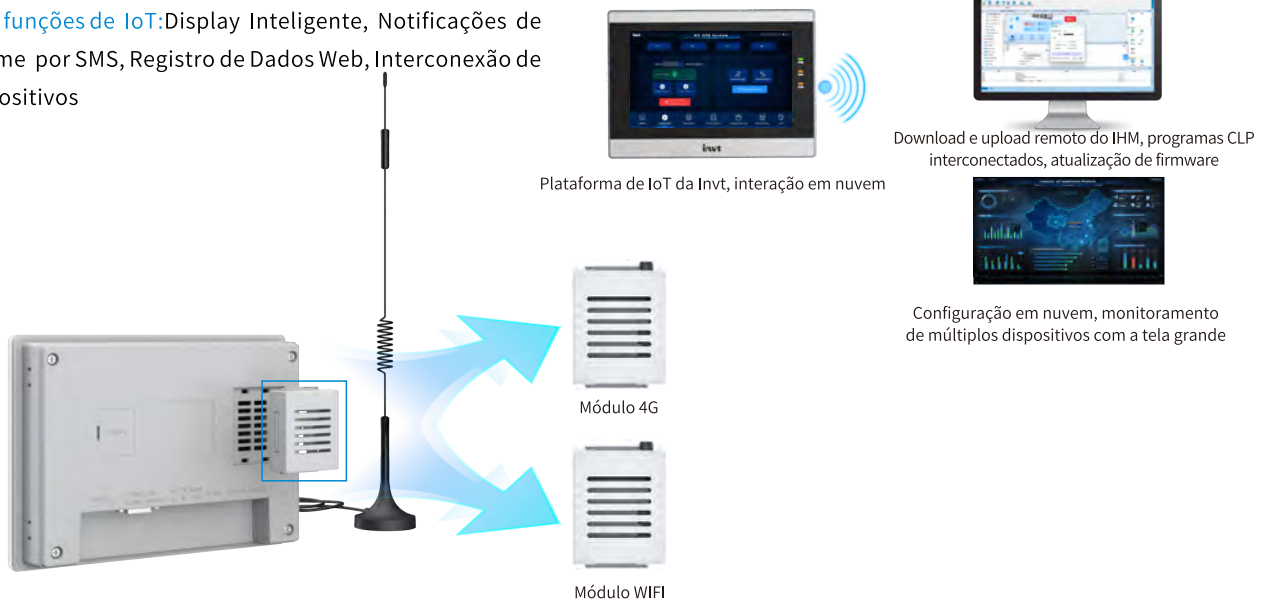 funções de IoT:Display Inteligente, Notificações de
me por SMS, Registro de Dados Web, Interconexão de
positivos
invt
Plataforma de IoT da Invt, interação em nuvem
Download e upload remoto do IHM, programas CLP
interconectados, atualização de firmware
Configuração em nuvem, monitoramento
de múltiplos dispositivos com a tela grande
Módulo 4G
Módulo WIFI